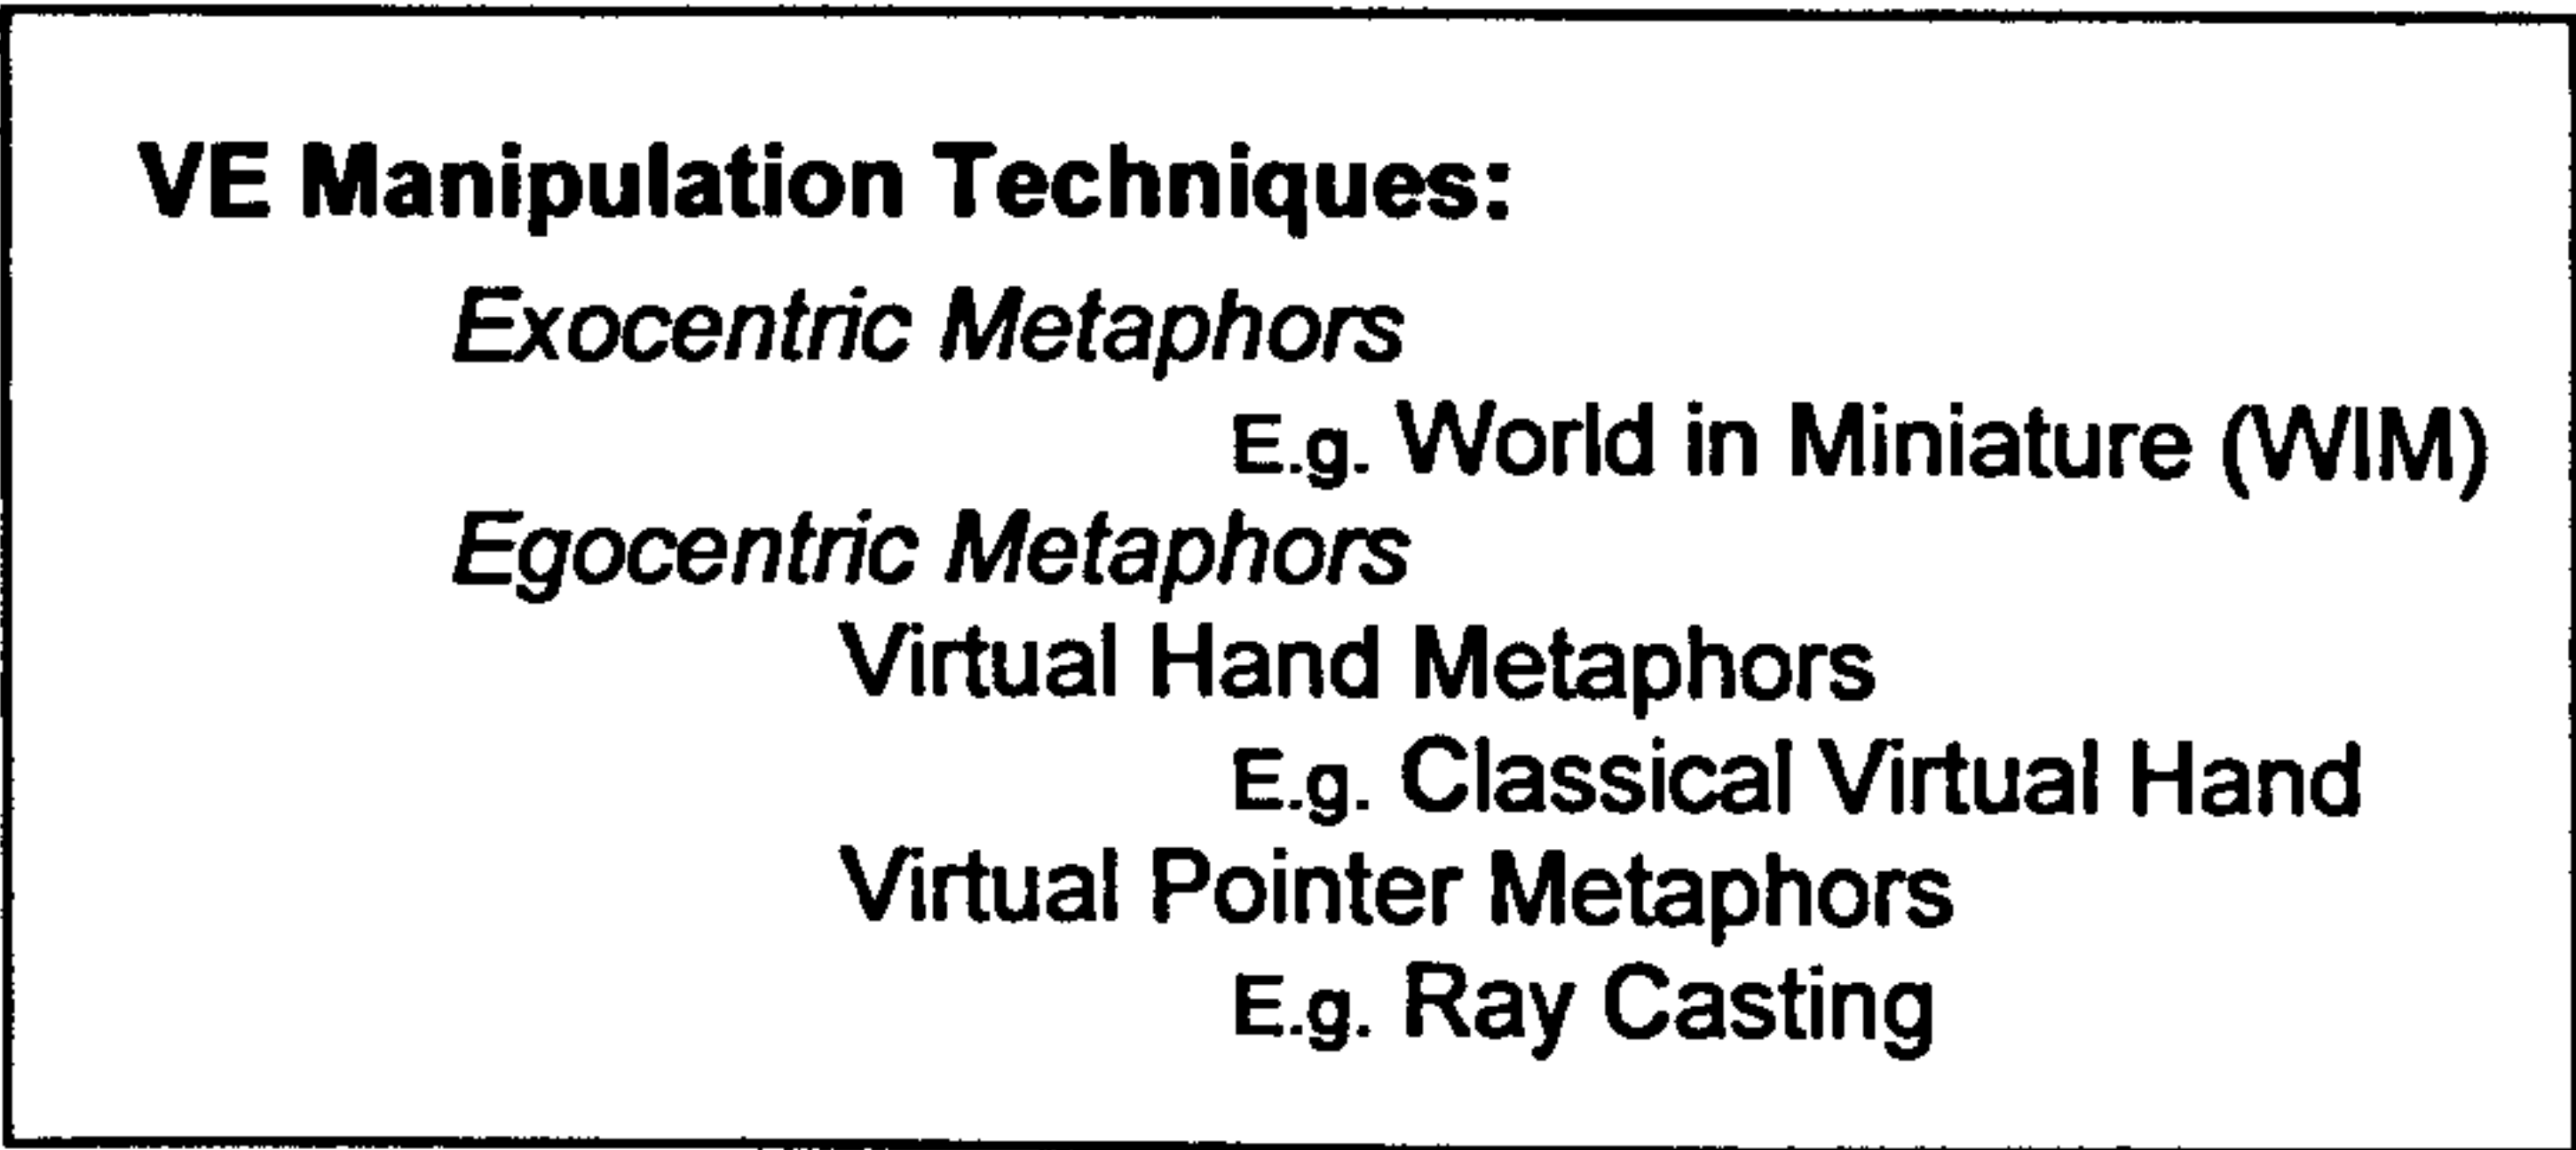 VE Manipulation Techniques:
Exocentric Metaphors
E.g. World in Miniature (WIM)
Egocentric Metaphors
Virtual Hand Metaphors
E.g. Classical Virtual Hand
Virtual Pointer Metaphors
E.g. Ray Casting